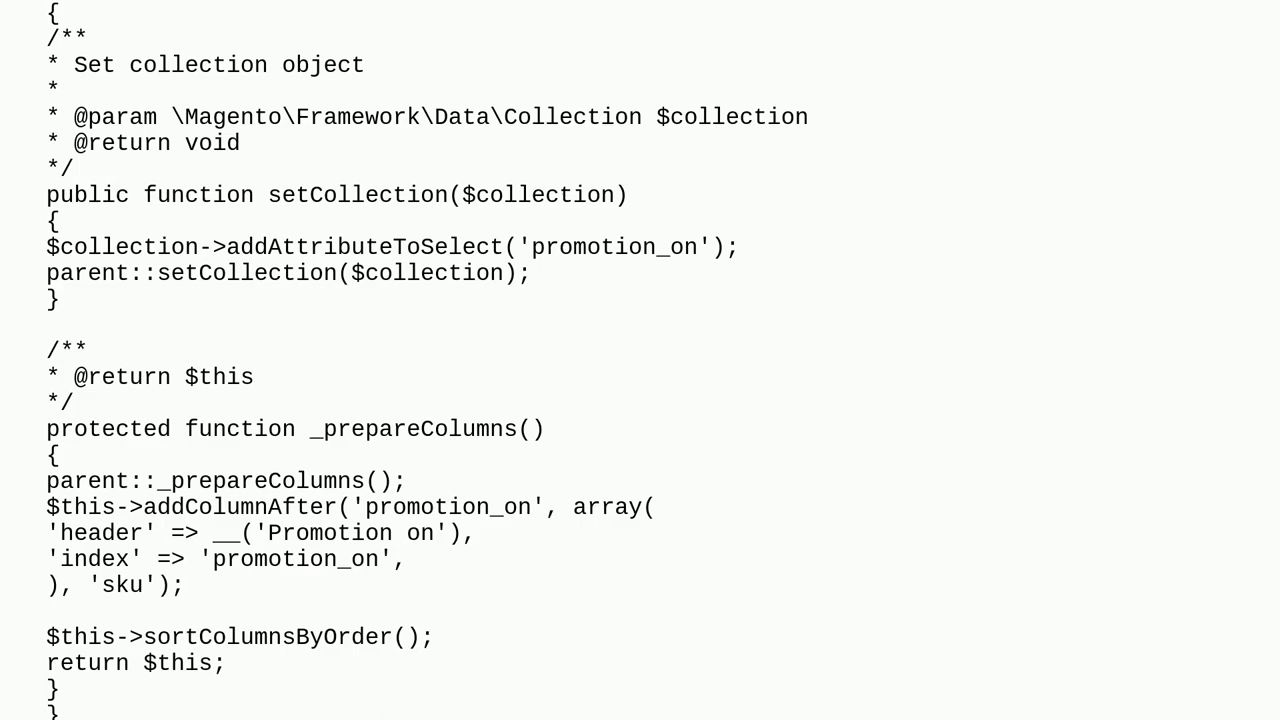 {
/**
* Set collection object
*
* @param \Magento\Framework\Data\Collection $collection
* @return void
*/
public function setCollection($collection)
{
$collection->addAttributeToSelect('promotion_on');
parent::setCollection($collection);
}

/**
* @return $this
*/
protected function _prepareColumns()
{
parent::_prepareColumns();
$this->addColumnAfter('promotion_on', array(
'header' => __('Promotion on'),
'index' => 'promotion_on',
), 'sku');

$this->sortColumnsByOrder();
return $this;
}
}